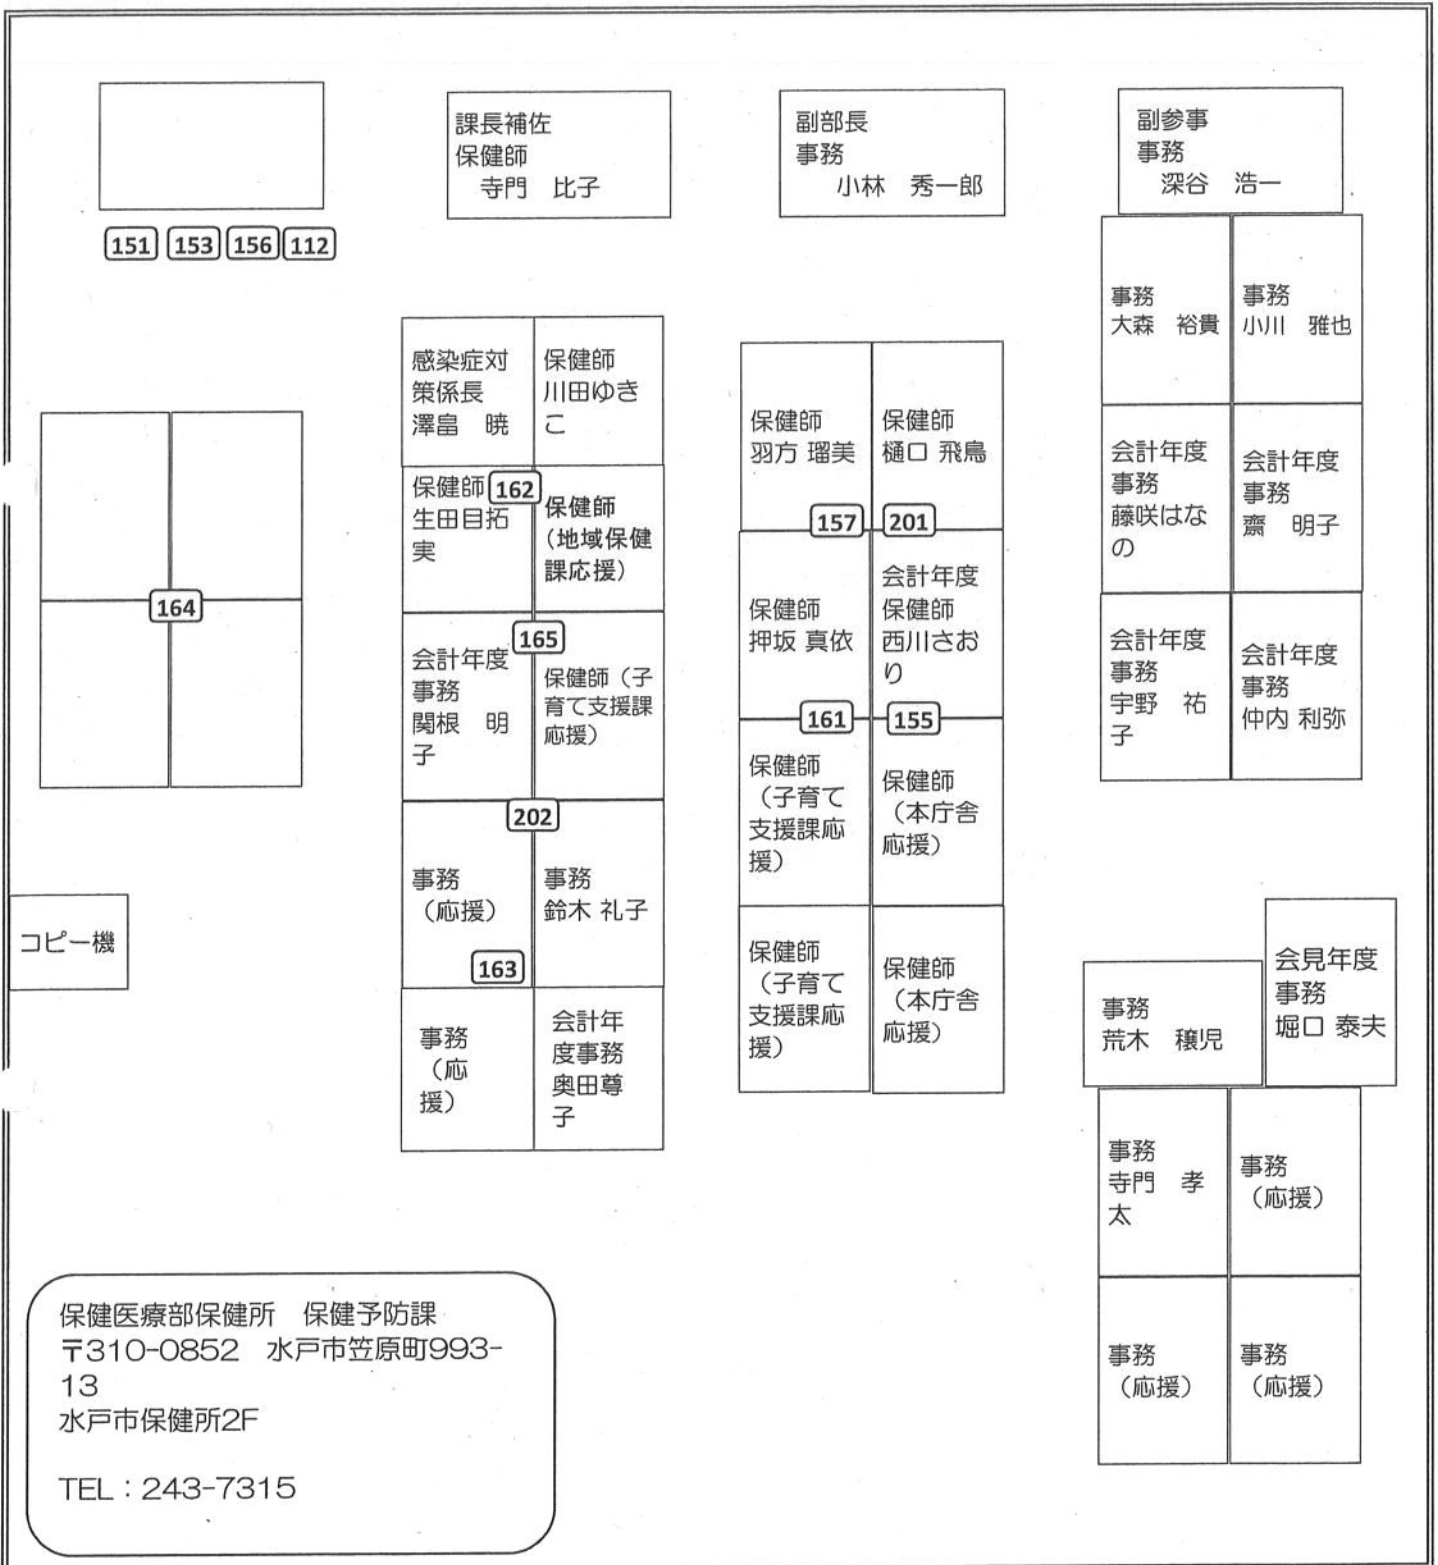 課長補佐
保健師
寺門　比子
副部長
事務
小林　秀一郎
副参事
事務
深谷　浩一
151 153 156 112
事務
大森　裕貴
事務
小川　雅也
感染症対
策係長
澤畠　暁
保健師
川田ゆき
こ
保健師
羽方 瑠美
保健師
樋口 飛鳥
会計年度
事務
藤咲はな
の
会計年度
事務
齋　明子
保健師
生田目拓
実
162
保健師
（地域保健
課応援）
157
201
164
165
会計年度
事務
関根　明
子
保健師（子
育て支援課
応援）
保健師
押坂 真依
会計年度
保健師
西川さお
り
会計年度
事務
宇野　祐
子
会計年度
事務
仲内 利弥
161
155
202
事務
（応援）
事務
鈴木 礼子
163
保健師
（子育て
支援課応
援）
保健師
（本庁舎
応援）
コピー機
保健師
（子育て
支援課応
援）
保健師
（本庁舎
応援）
事務
荒木　穣児
会見年度
事務
堀口 泰夫
事務
（応
援）
会計年
度事務
奥田尊
子
事務
寺門　孝
太
事務
（応援）
事務
（応援）
事務
（応援）
保健医療部保健所　保健予防課
〒310-0852　水戸市笠原町993-
13
水戸市保健所2F
TEL：243-7315